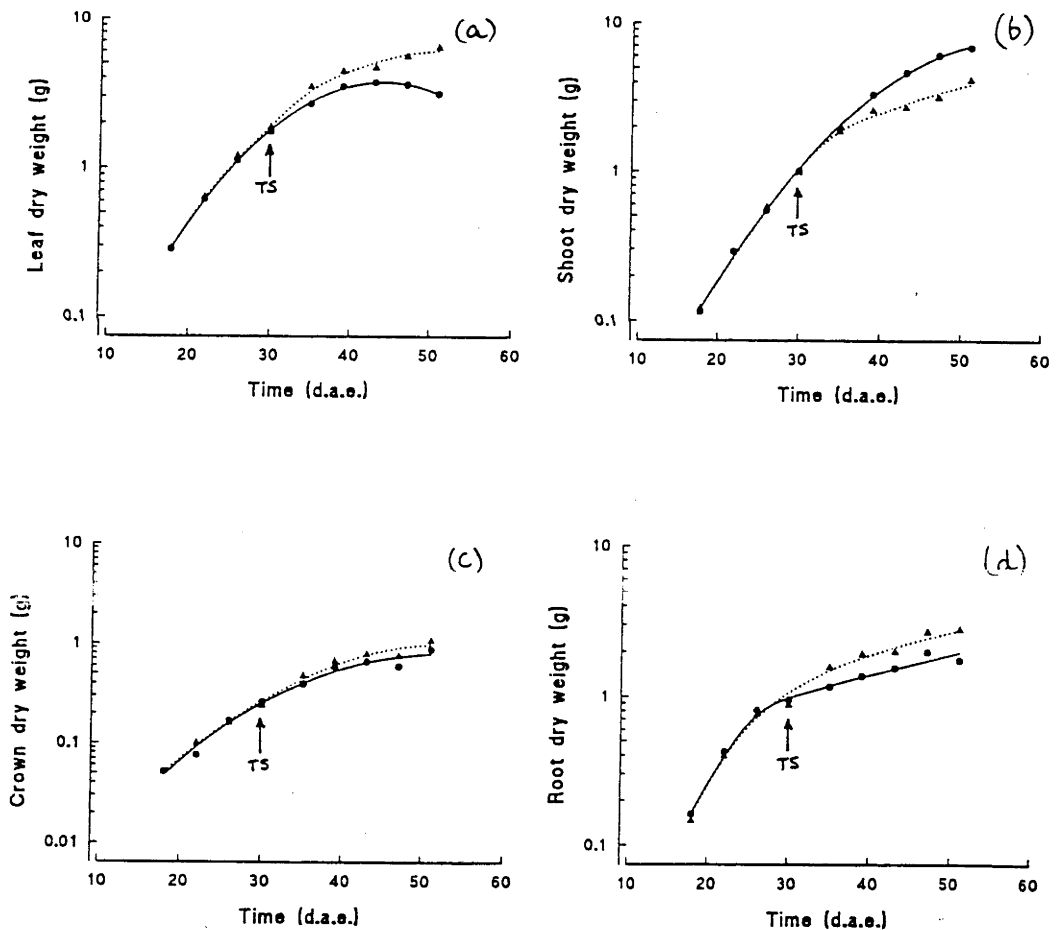 (a)
Leaf dry weight (g)
10
1
0.1
TS
10 20 30 40 50 60
Time (d.a.e.)
(b)
Shoot dry weight (g)
10
1
0.1
TS
10 20 30 40 50 60
Time (d.a.e.)
(c)
Crown dry weight (g)
10
1
0.1
0.01
TS
10 20 30 40 50 60
Time (d.a.e.)
(d)
Root dry weight (g)
10
1
0.1
TS
10 20 30 40 50 60
Time (d.a.e.)